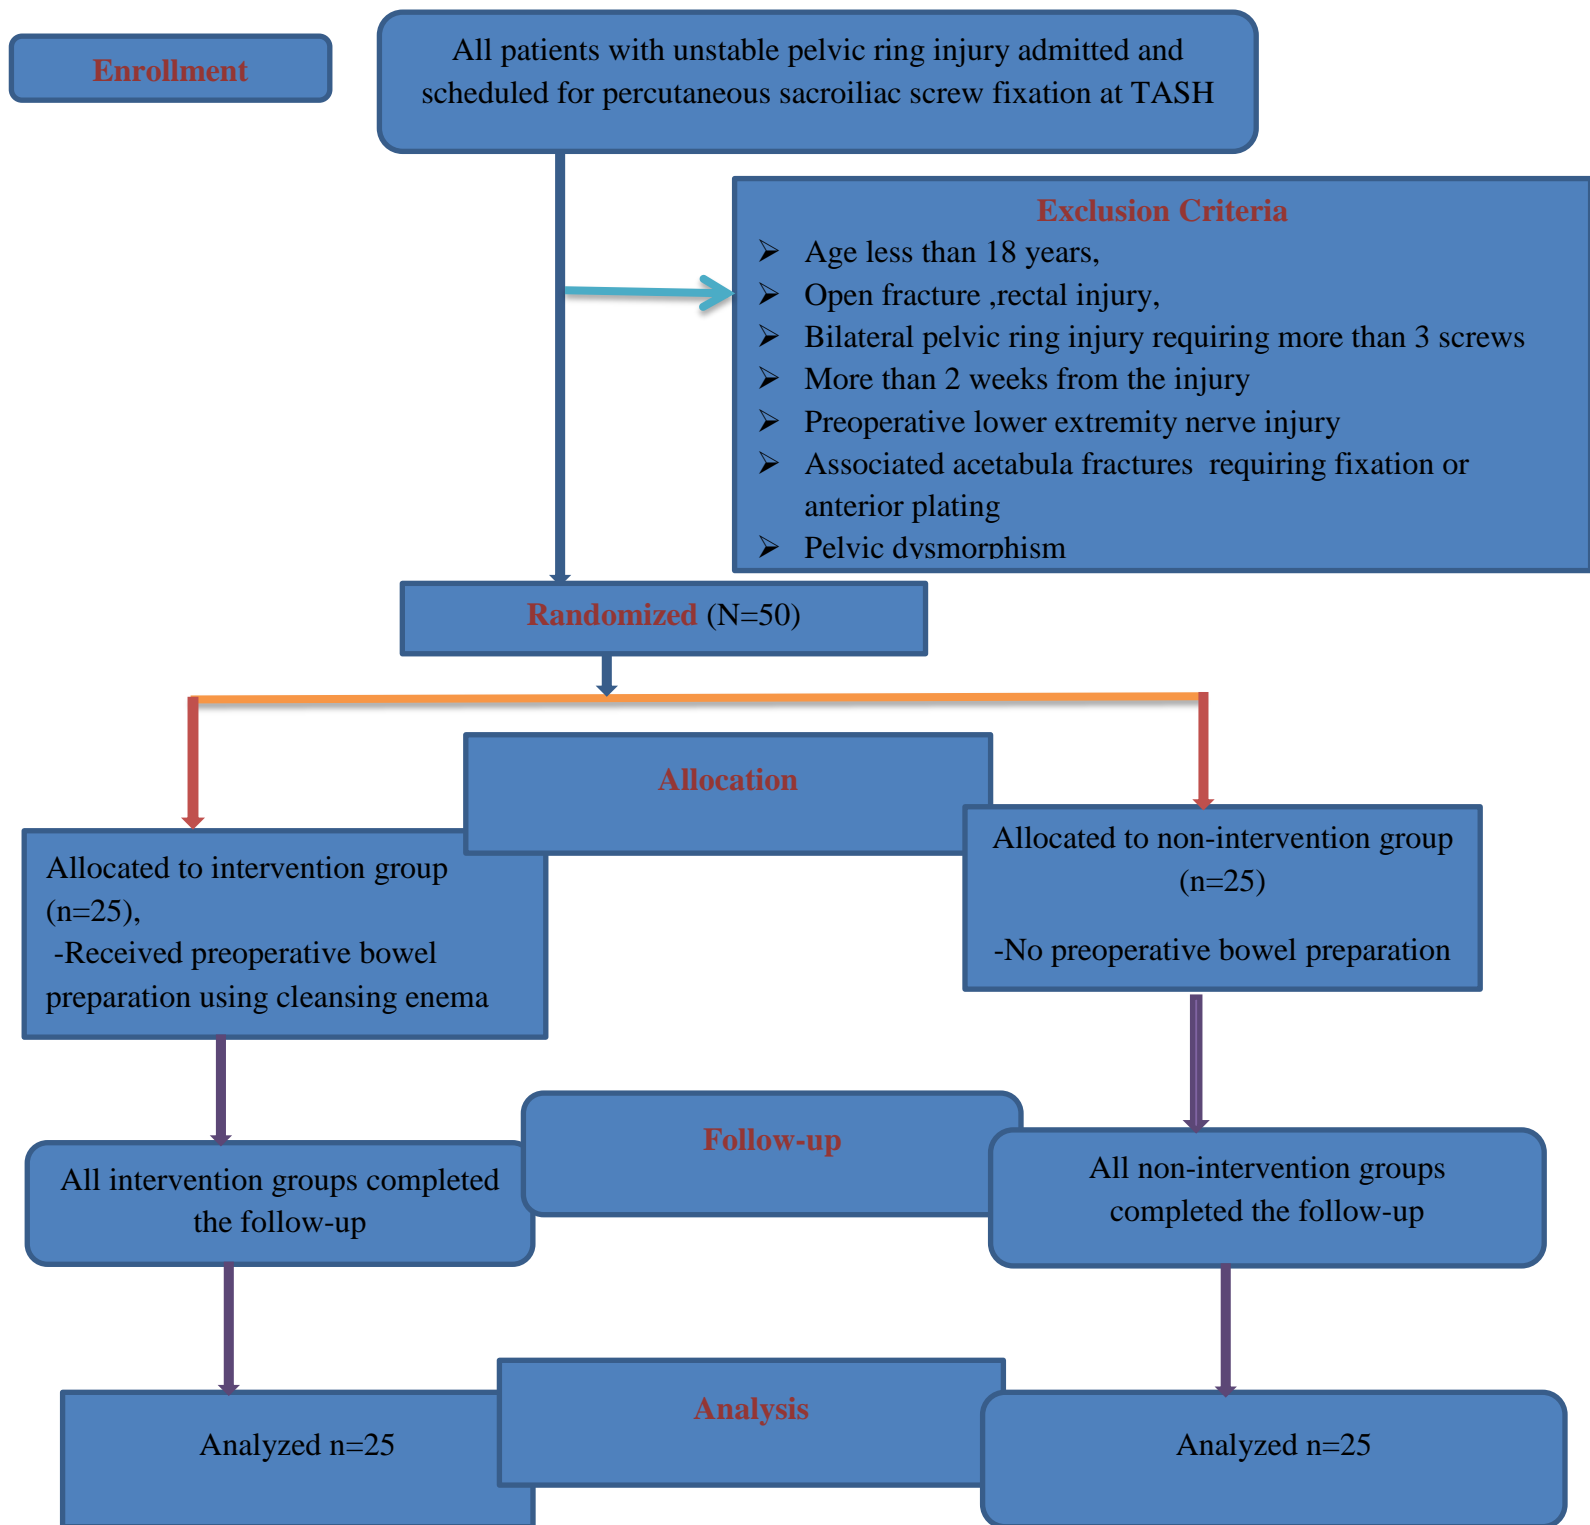 Enrollment
All patients with unstable pelvic ring injury admitted and
scheduled for percutaneous sacroiliac screw fixation at TASH
Exclusion Criteria
➢ Age less than 18 years,
➢ Open fracture ,rectal injury,
➢ Bilateral pelvic ring injury requiring more than 3 screws
➢ More than 2 weeks from the injury
➢ Preoperative lower extremity nerve injury
➢ Associated acetabula fractures  requiring fixation or
anterior plating
➢ Pelvic dysmorphism
Randomized (N=50)
Allocation
Allocated to intervention group
(n=25),
-Received preoperative bowel
preparation using cleansing enema
Allocated to non-intervention group
(n=25)
-No preoperative bowel preparation
Follow-up
All intervention groups completed
the follow-up
All non-intervention groups
completed the follow-up
Analysis
Analyzed n=25
Analyzed n=25